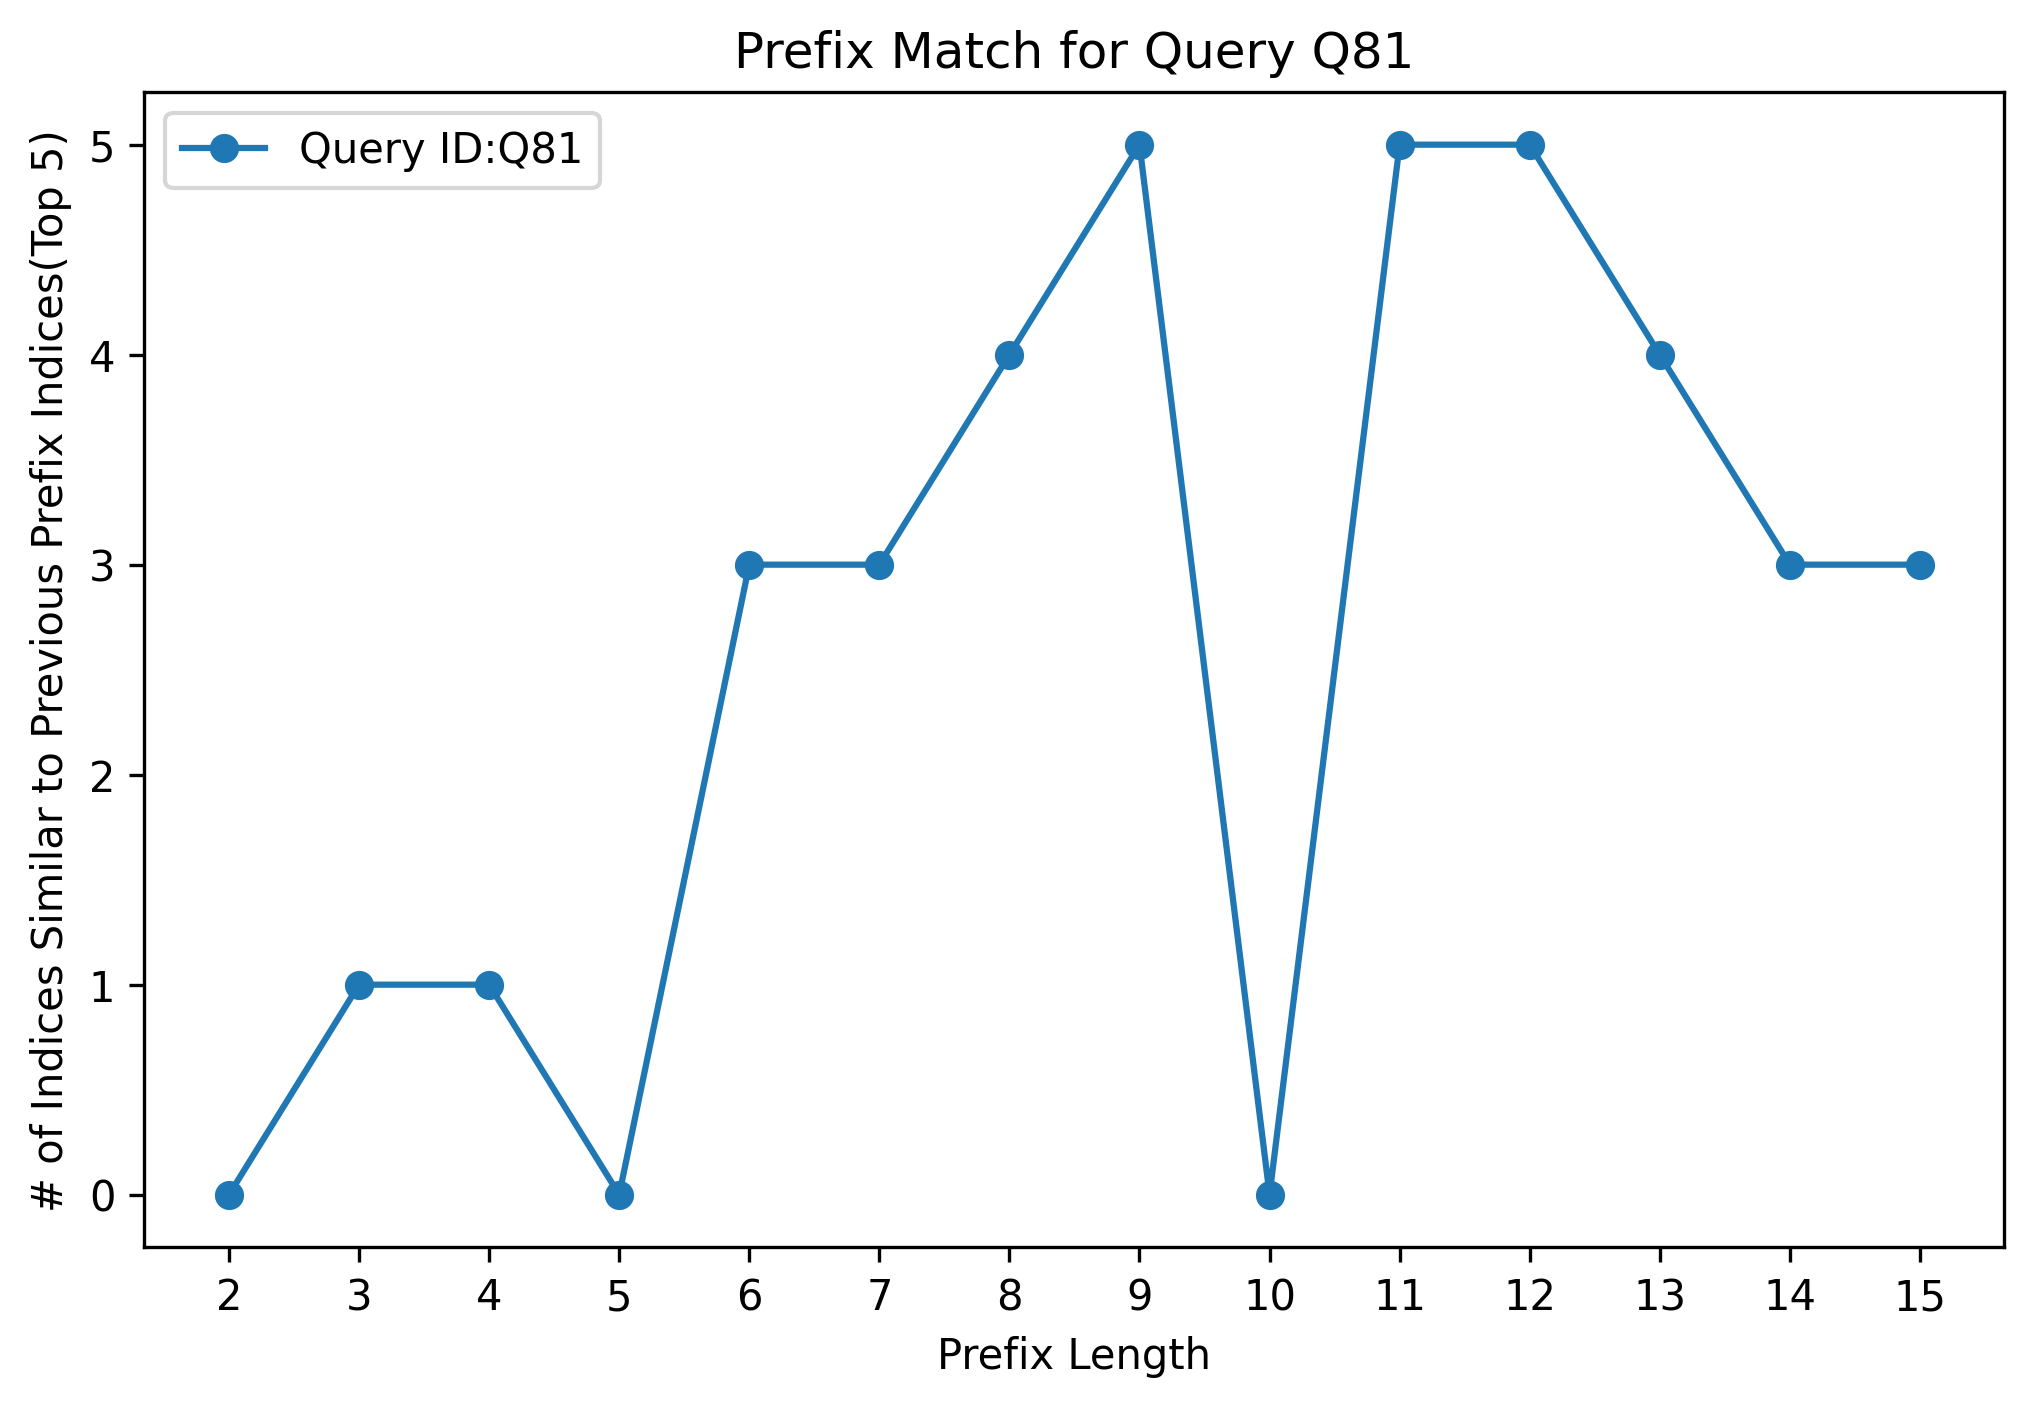 Prefix Match for Query Q81
Query ID:Q81
# of Indices Similar to Previous Prefix Indices(Top 5)
5
4
3
2
1
0
2 3 4 5 6 7 8 9 10 11 12 13 14 15
Prefix Length